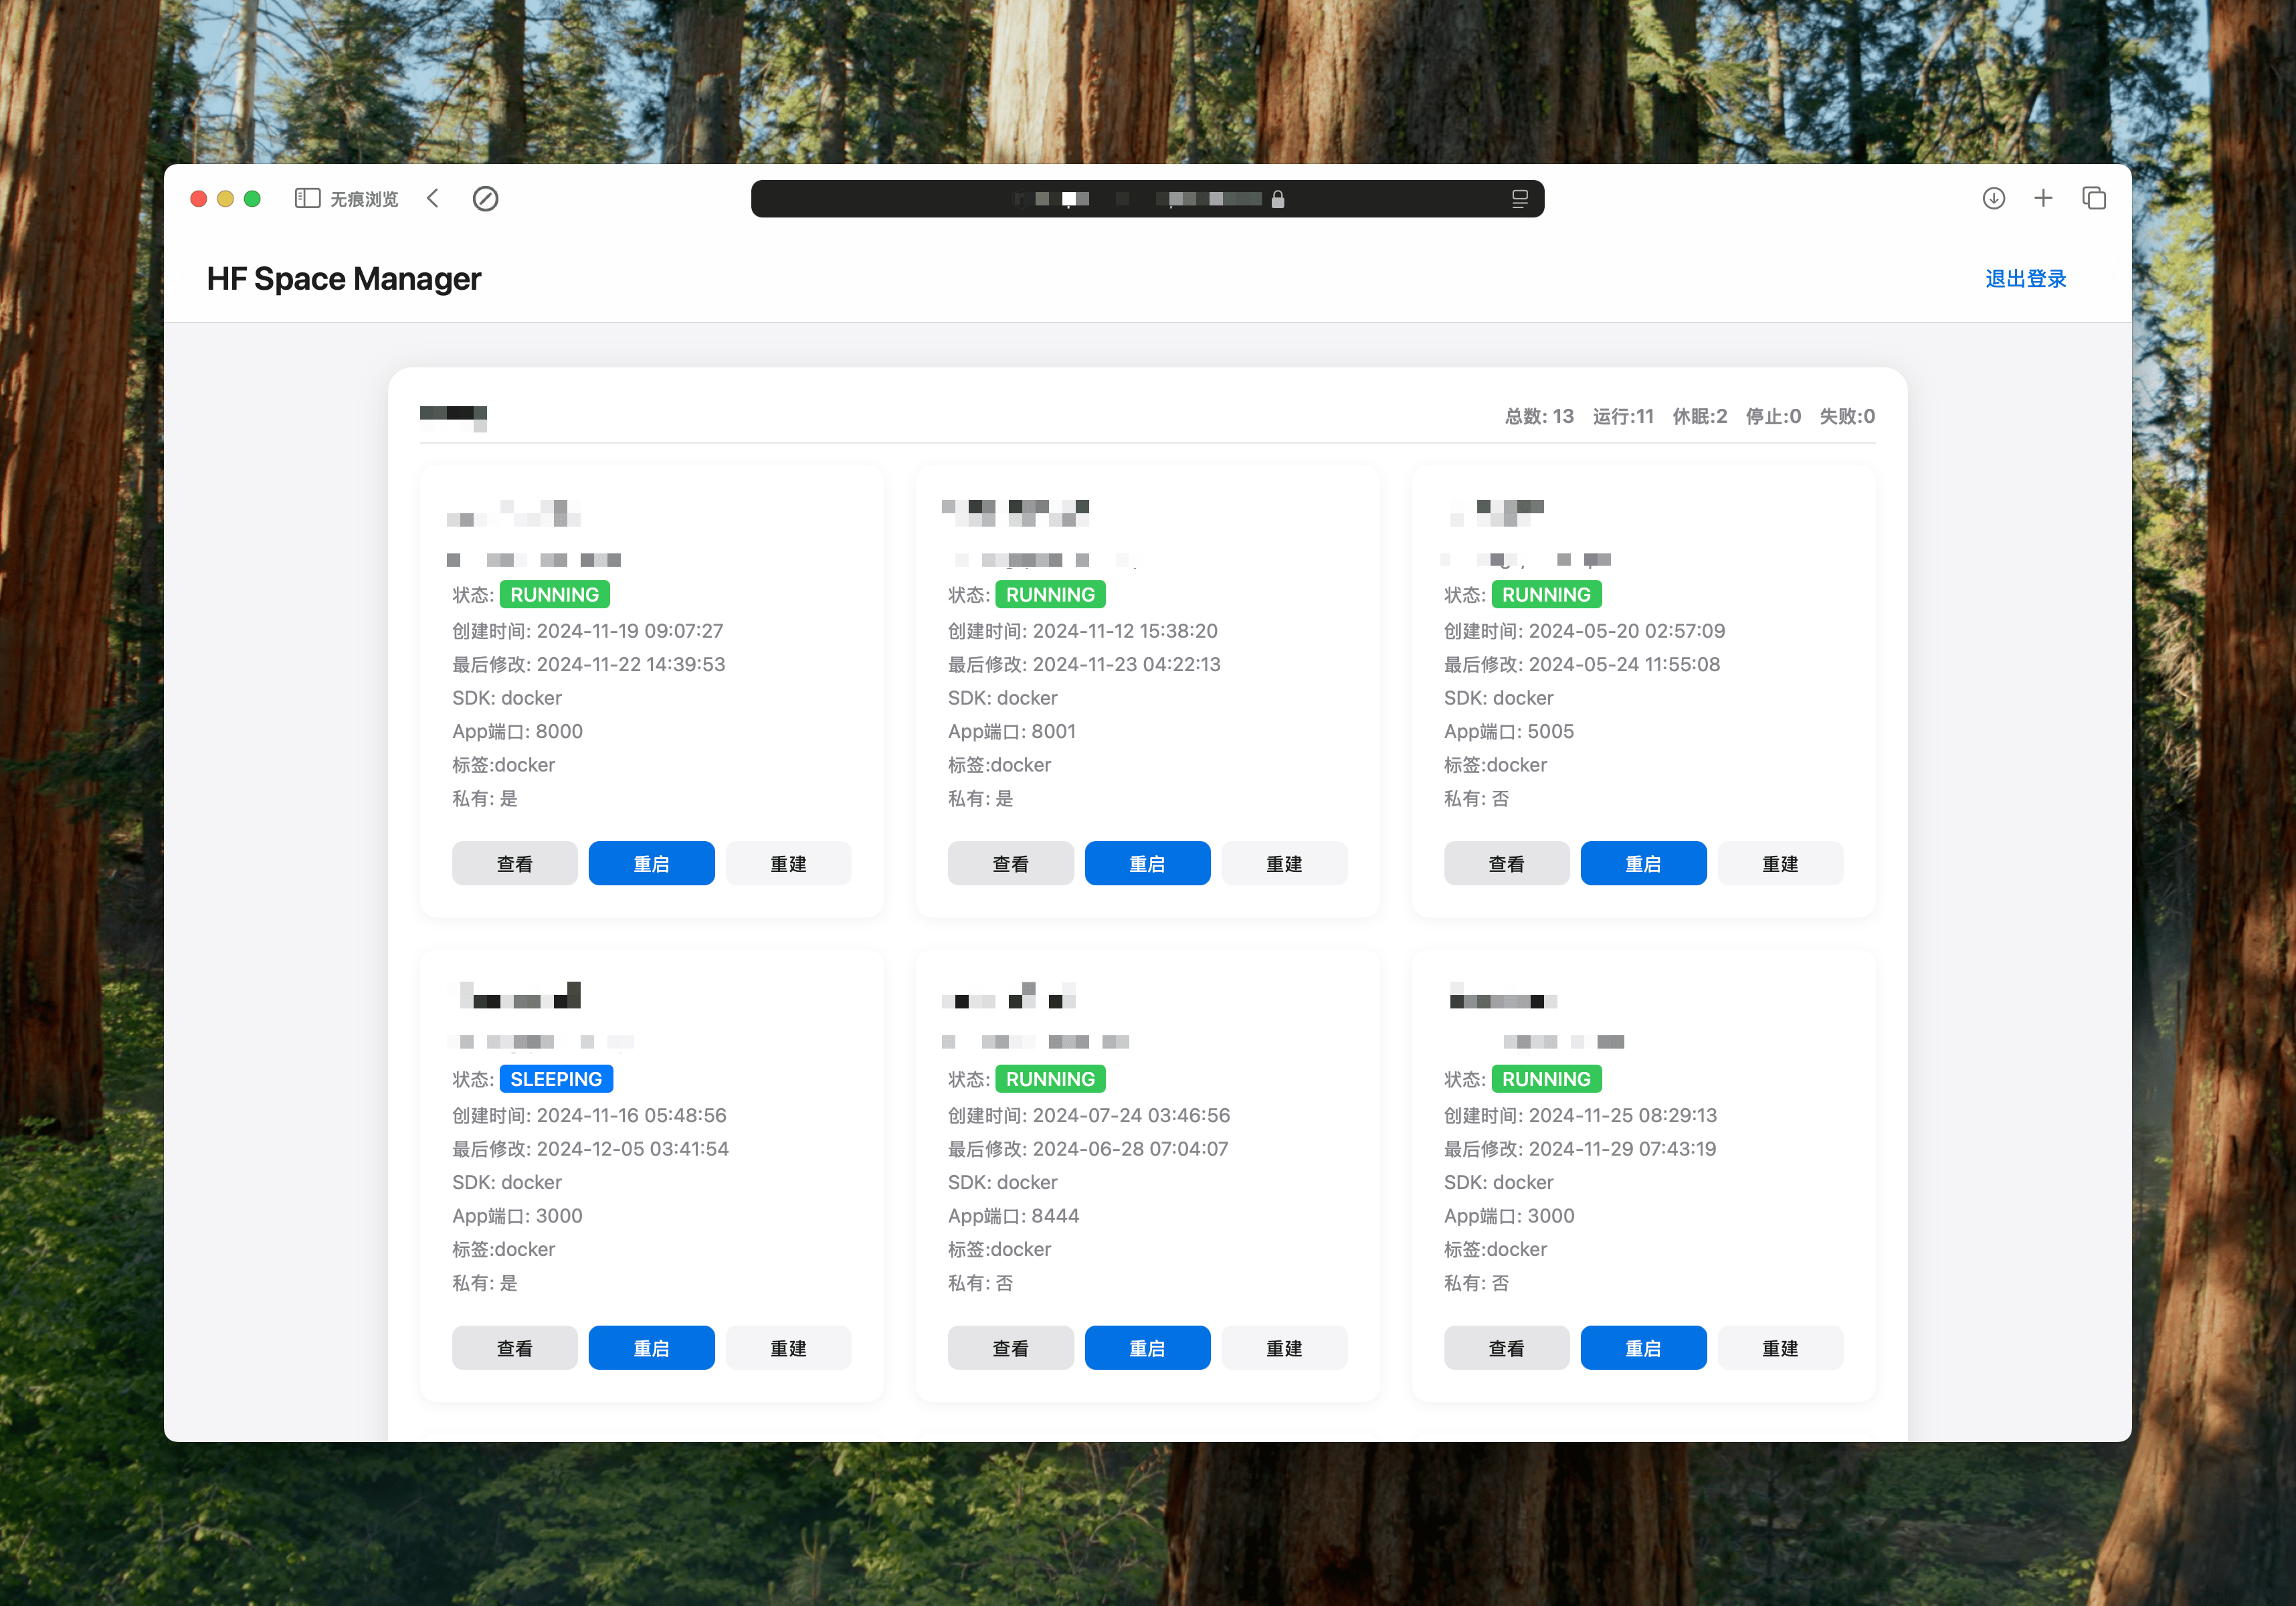 无痕浏览
HF Space Manager
退出登录
总数: 13 运行:11 休眠:2 停止:0 失败:0
状态: RUNNING
创建时间: 2024-11-19 09:07:27
最后修改: 2024-11-22 14:39:53
SDK: docker
App端口: 8000
标签:docker
私有: 是
查看 重启 重建
状态: RUNNING
创建时间: 2024-11-12 15:38:20
最后修改: 2024-11-23 04:22:13
SDK: docker
App端口: 8001
标签:docker
私有: 是
查看 重启 重建
状态: RUNNING
创建时间: 2024-05-20 02:57:09
最后修改: 2024-05-24 11:55:08
SDK: docker
App端口: 5005
标签:docker
私有: 否
查看 重启 重建
状态: SLEEPING
创建时间: 2024-11-16 05:48:56
最后修改: 2024-12-05 03:41:54
SDK: docker
App端口: 3000
标签:docker
私有: 是
查看 重启 重建
状态: RUNNING
创建时间: 2024-07-24 03:46:56
最后修改: 2024-06-28 07:04:07
SDK: docker
App端口: 8444
标签:docker
私有: 否
查看 重启 重建
状态: RUNNING
创建时间: 2024-11-25 08:29:13
最后修改: 2024-11-29 07:43:19
SDK: docker
App端口: 3000
标签:docker
私有: 否
查看 重启 重建